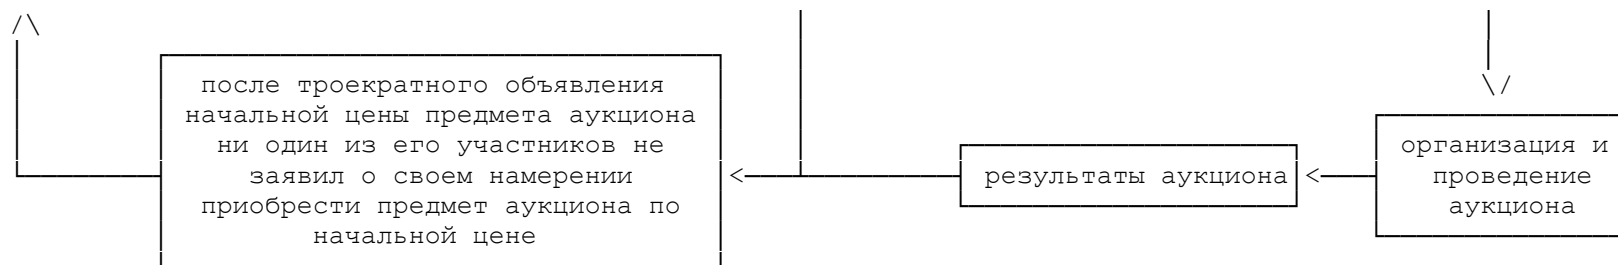 после троекратного объявления
начальной цены предмета аукциона
ни один из его участников не
заявил о своем намерении
приобрести предмет аукциона по
начальной цене
результаты аукциона
организация и
проведение
аукциона